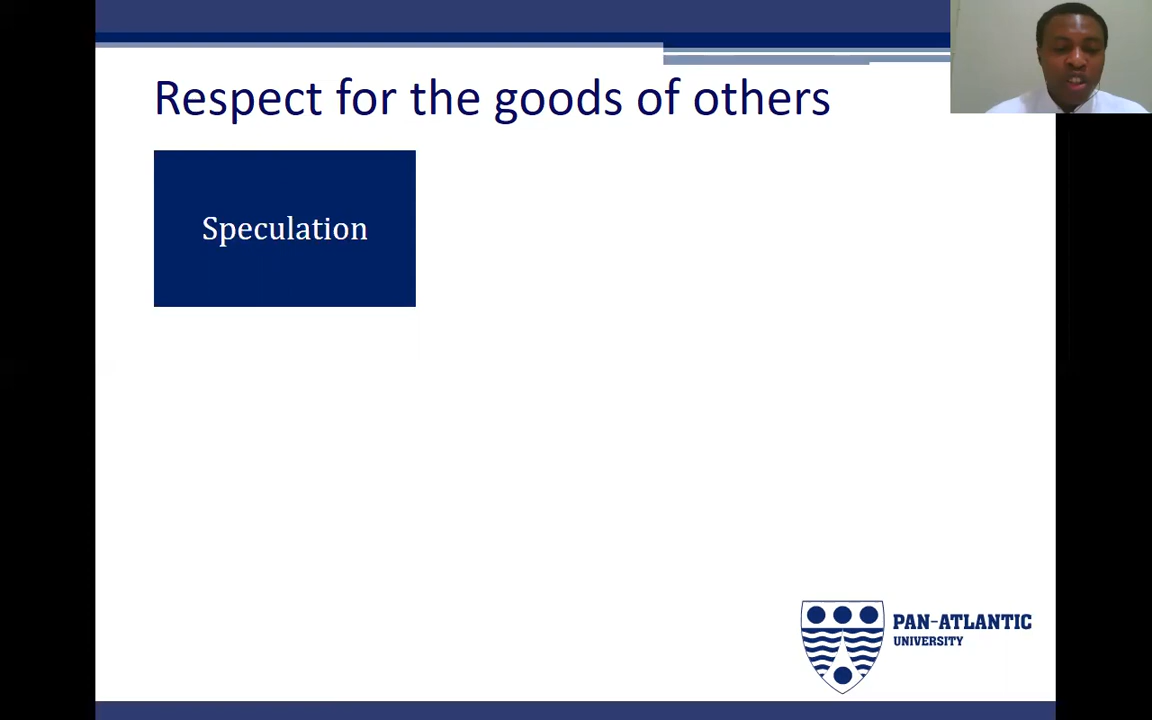 Respect for the goods of others
Speculation
PAN-ATLANTIC
UNIVERSITY